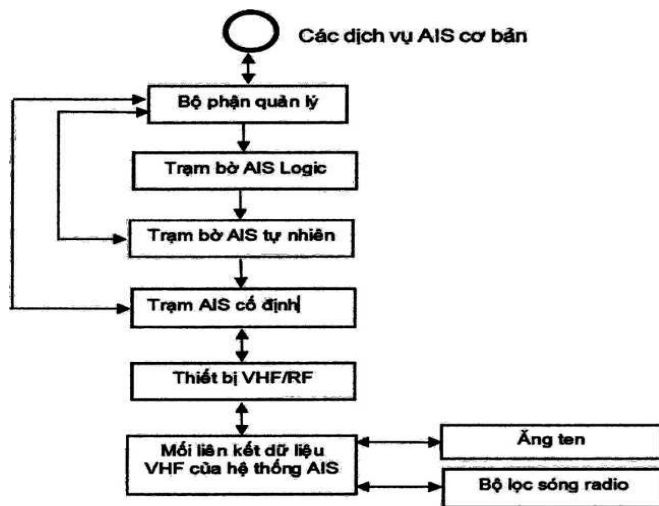 Các dịch vụ AIS cơ bản
Bộ phận quản lý
Trạm bờ AIS Logic
Trạm bờ AIS tự nhiên
Trạm AIS cố định
Thiết bị VHF/RF
Mối liên kết dữ liệu
VHF của hệ thống AIS
Ăng ten
Bộ lọc sóng radio